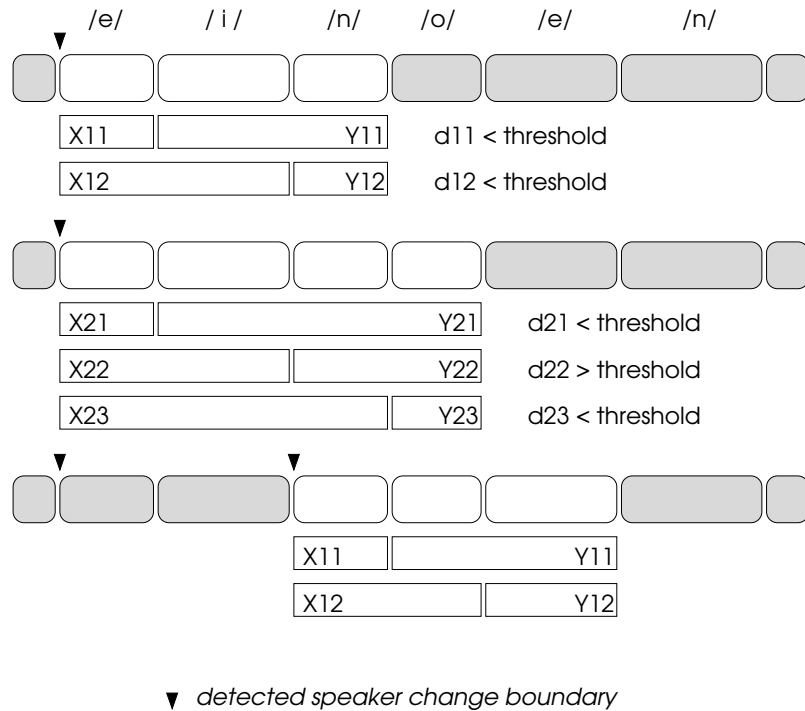 /e/ / i / /n/ /o/ /e/ /n/
X11 Y11 d11 < threshold
X12 Y12 d12 < threshold
X21 Y21 d21 < threshold
X22 Y22 d22 > threshold
X23 Y23 d23 < threshold
X11 Y11
X12 Y12
detected speaker change boundary